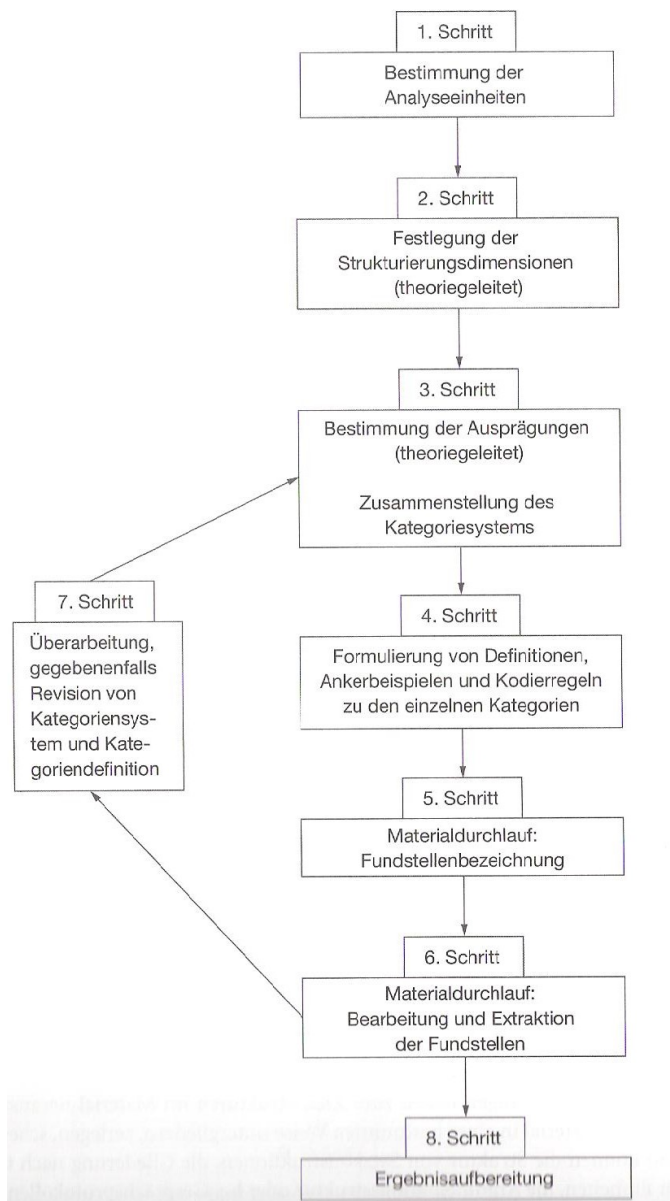 1. Schritt
Bestimmung der
Analyseeinheiten
2. Schritt
Festlegung der
Strukturierungsdimensionen
(theoriegeleitet)
3. Schritt
Bestimmung der Ausprägungen
(theoriegeleitet)
Zusammenstellung des
Kategoriesystems
4. Schritt
Formulierung von Definitionen,
Ankerbeispielen und Kodierregeln
zu den einzelnen Kategorien
5. Schritt
Materialdurchlauf:
Fundstellenbezeichnung
6. Schritt
Materialdurchlauf:
Bearbeitung und Extraktion
der Fundstellen
7. Schritt
Überarbeitung,
gegebenenfalls
Revision von
Kategoriensys-
tem und Kate-
goriendefinition
8. Schritt
Ergebnisaufbereitung